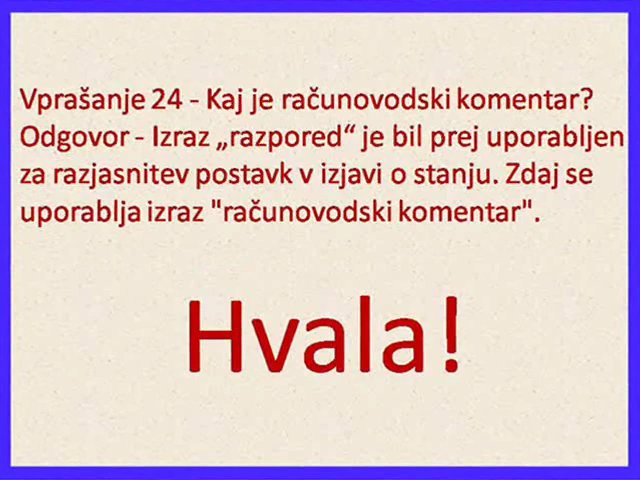 Vprašanje 24 - Kaj je računovodski komentar?
Odgovor - Izraz „razpored“ je bil prej uporabljen
za razjasnitev postavk v izjavi o stanju. Zdaj se
uporablja izraz "računovodski komentar".
Hvala!